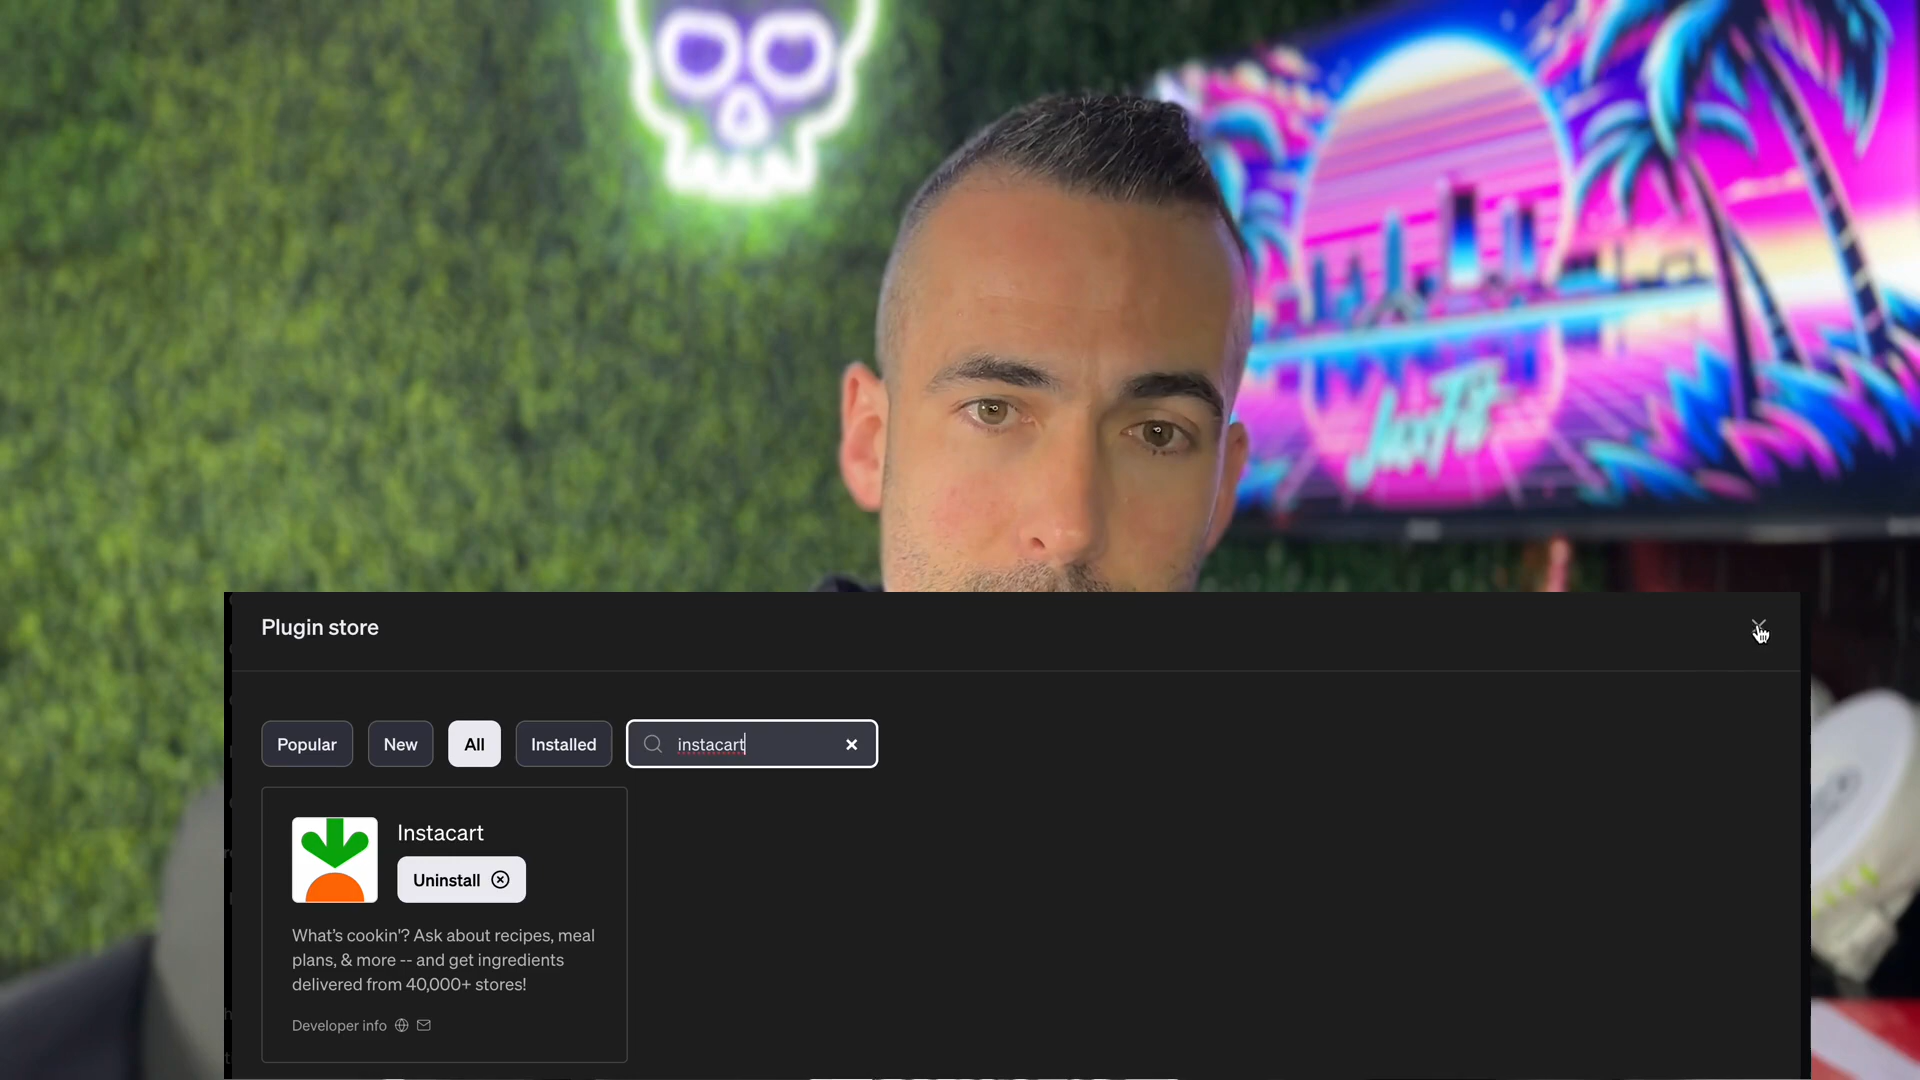 JaxFit
Plugin store
Popular
New
All
Installed
instacart
Instacart
Uninstall
What's cookin'? Ask about recipes, meal
plans, & more -- and get ingredients
delivered from 40,000+ stores!
Developer info